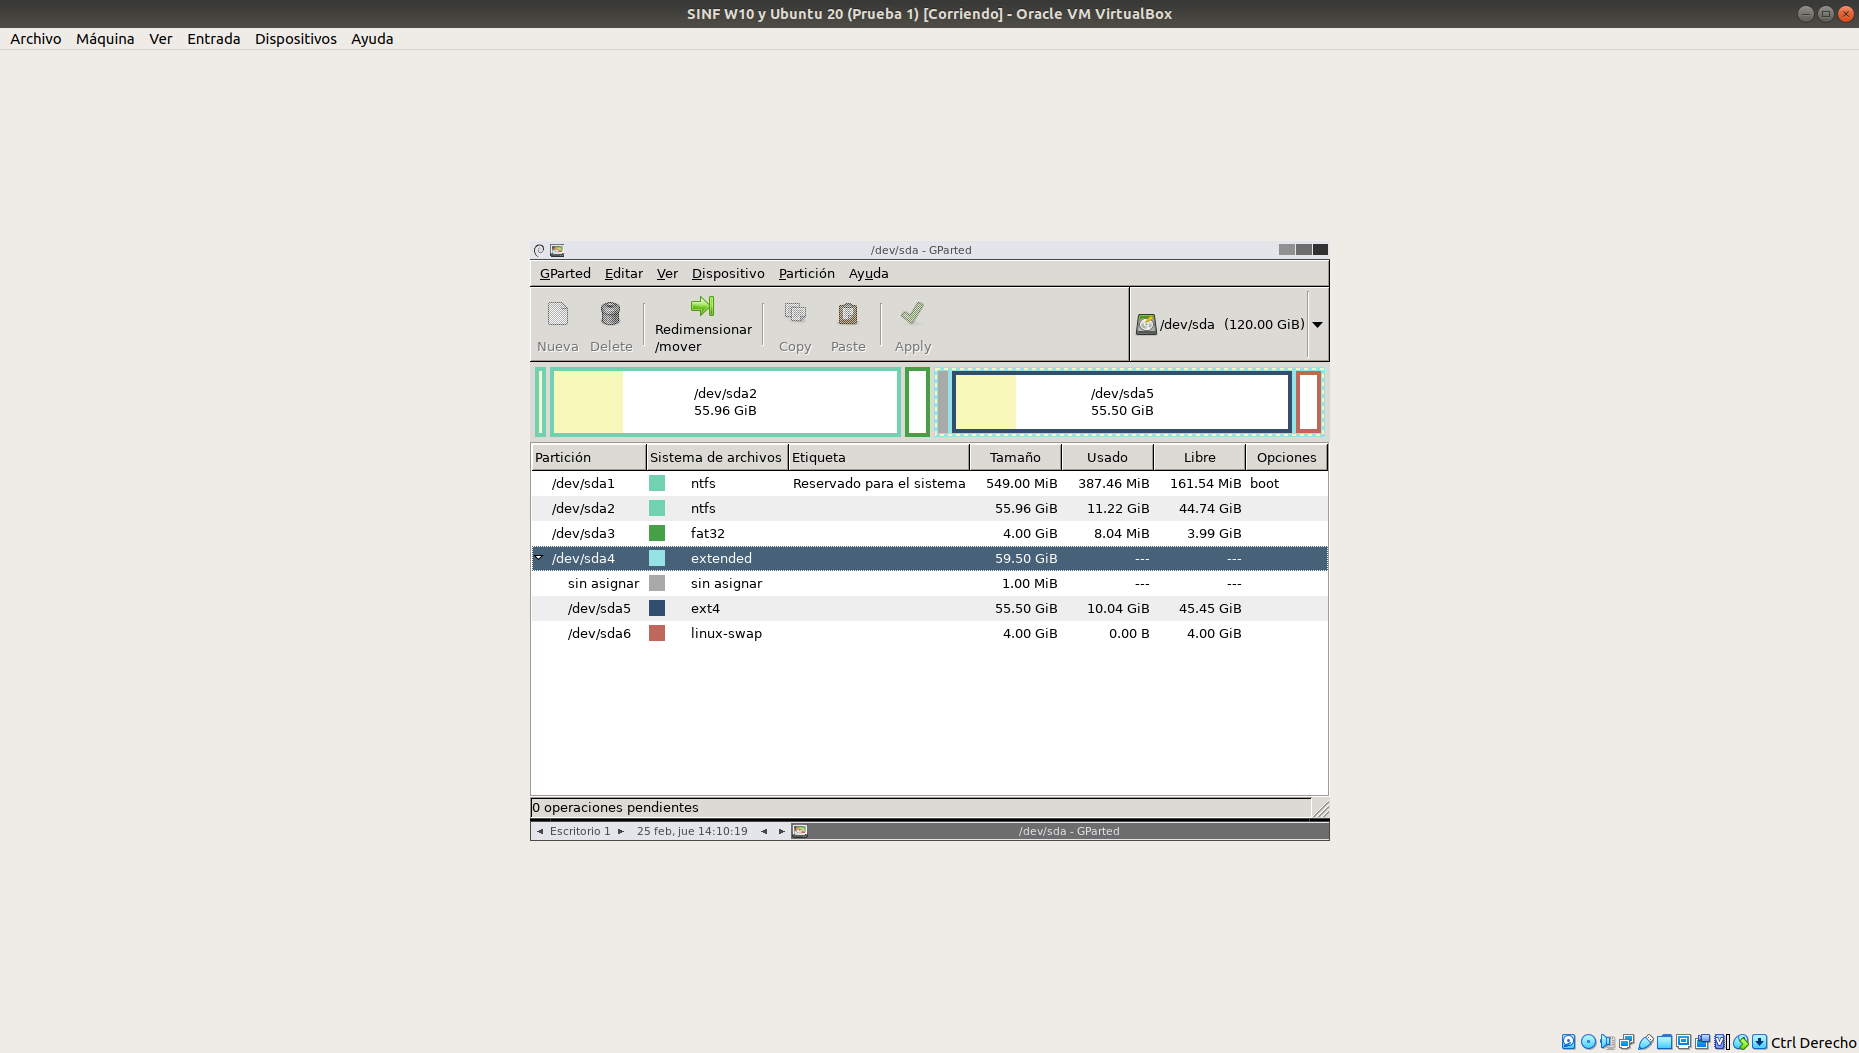 SINF W10 y Ubuntu 20 (Prueba 1) [Corriendo] - Oracle VM VirtualBox
Archivo Máquina Ver Entrada Dispositivos Ayuda
/dev/sda - GParted
GParted Editar Ver Dispositivo Partición Ayuda
Nueva Delete Redimensionar /mover Copy Paste Apply
/dev/sda (120.00 GiB)
/dev/sda2
55.96 GiB
/dev/sda5
55.50 GiB
Partición Sistema de archivos Etiqueta Tamaño Usado Libre Opciones
/dev/sda1 ntfs Reservado para el sistema 549.00 MiB 387.46 MiB 161.54 MiB boot
/dev/sda2 ntfs 55.96 GiB 11.22 GiB 44.74 GiB
/dev/sda3 fat32 4.00 GiB 8.04 MiB 3.99 GiB
/dev/sda4 extended 59.50 GiB --- ---
sin asignar sin asignar 1.00 MiB --- ---
/dev/sda5 ext4 55.50 GiB 10.04 GiB 45.45 GiB
/dev/sda6 linux-swap 4.00 GiB 0.00 B 4.00 GiB
0 operaciones pendientes
Escritorio 1 25 feb, jue 14:10:19 /dev/sda - GParted
Ctrl Derecho